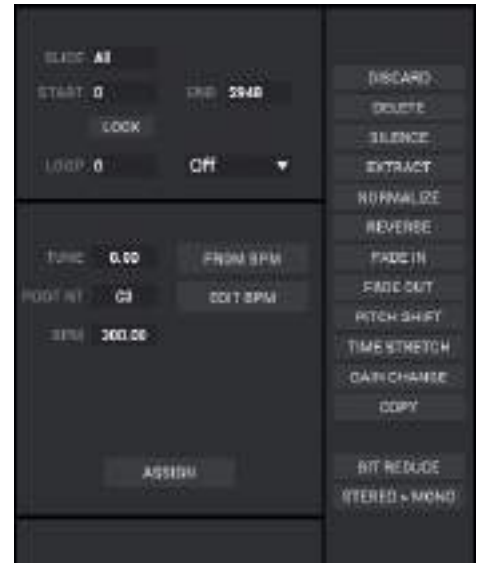 SLICE All
START 0 END 2948
LOCK
LOOP 0 Off
TUNE 0.00 FROM BPM
ROOT NT C3 EDIT BPM
BPM 300.00
ASSIGN
DISCARD
DELETE
SILENCE
EXTRACT
NORMALIZE
REVERSE
FADE IN
FADE OUT
PITCH SHIFT
TIME STRETCH
GAIN CHANGE
COPY
BIT REDUCE
STEREO > MONO